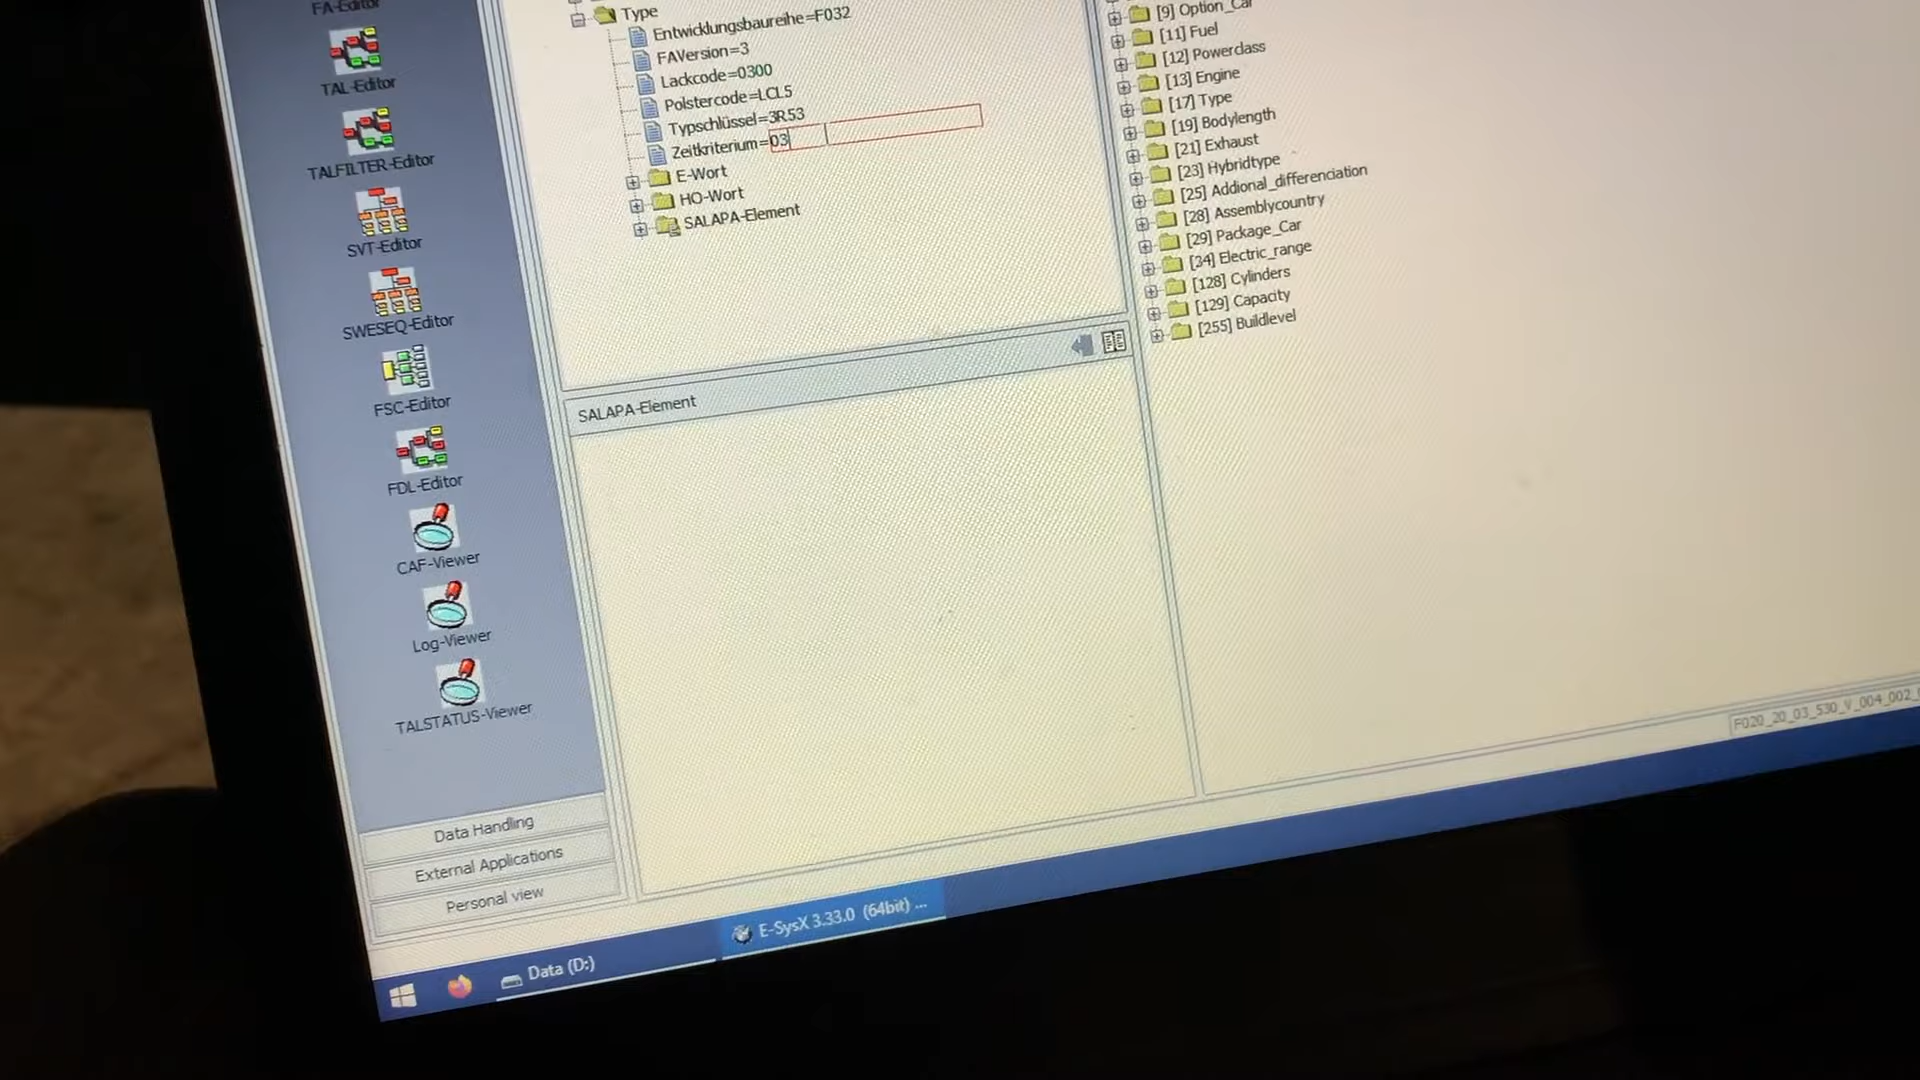 FA-Editor
TAL-Editor
TALFILTER-Editor
SVT-Editor
SWESEQ-Editor
FSC-Editor
FDL-Editor
CAF-Viewer
Log-Viewer
TALSTATUS-Viewer
Data Handling
External Applications
Personal view
Type
Entwicklungsbaureihe=F032
FAVersion=3
Lackcode=0300
Polstercode=LCL5
Typschlüssel=3R53
Zeitkriterium=03
E-Wort
HO-Wort
SALAPA-Element
SALAPA-Element
[9] Option_Car
[11] Fuel
[12] Powerclass
[13] Engine
[17] Type
[19] Bodylength
[21] Exhaust
[23] Hybridtype
[25] Addional_differenciation
[28] Assemblycountry
[29] Package_Car
[34] Electric_range
[128] Cylinders
[129] Capacity
[255] Buildlevel
F020_20_03_530_V_004_002_
Data (D:)
E-SysX 3.33.0 (64bit) ...